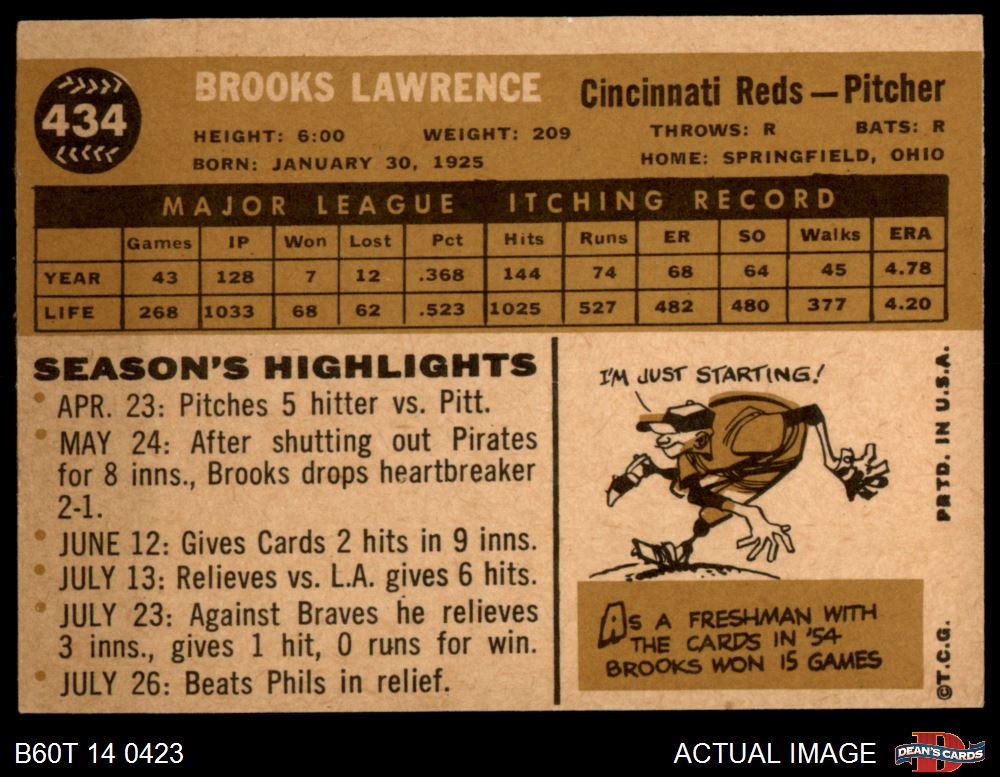 434
BROOKS LAWRENCE
Cincinnati Reds — Pitcher
HEIGHT: 6:00 WEIGHT: 209 THROWS: R BATS: R
BORN: JANUARY 30, 1925 HOME: SPRINGFIELD, OHIO
MAJOR LEAGUE ITCHING RECORD
Games IP Won Lost Pct Hits Runs ER SO Walks ERA
YEAR 43 128 7 12 .368 144 74 68 64 45 4.78
LIFE 268 1033 68 62 .523 1025 527 482 480 377 4.20
SEASON'S HIGHLIGHTS
• APR. 23: Pitches 5 hitter vs. Pitt.
• MAY 24: After shutting out Pirates
for 8 inns., Brooks drops heartbreaker
2-1.
• JUNE 12: Gives Cards 2 hits in 9 inns.
• JULY 13: Relieves vs. L.A. gives 6 hits.
• JULY 23: Against Braves he relieves
3 inns., gives 1 hit, 0 runs for win.
• JULY 26: Beats Phils in relief.
I'M JUST STARTING!
AS A FRESHMAN WITH
THE CARDS IN '54
BROOKS WON 15 GAMES
©T.C.G. PRTD. IN U.S.A.
B60T 14 0423
ACTUAL IMAGE
DEAN'S CARDS